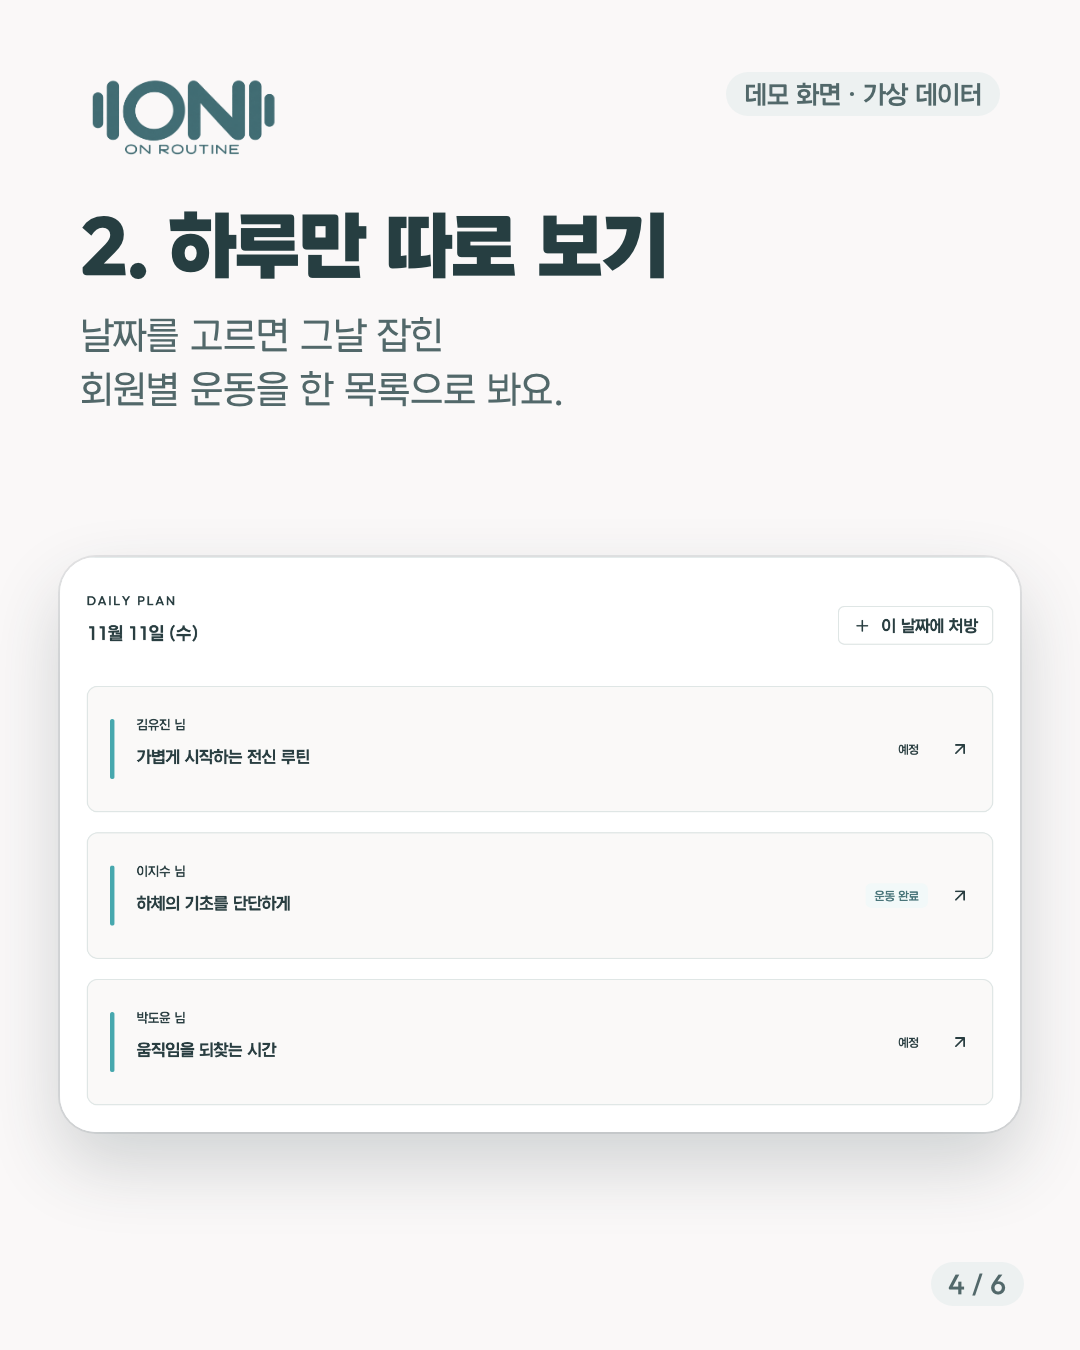 ION
ON ROUTINE
데모 화면 · 가상 데이터
2. 하루만 따로 보기
날짜를 고르면 그날 잡힌
회원별 운동을 한 목록으로 봐요.
DAILY PLAN
11월 11일 (수)
+ 이 날짜에 처방
김유진 님
가볍게 시작하는 전신 루틴
예정
이지수 님
하체의 기초를 단단하게
운동 완료
박도윤 님
움직임을 되찾는 시간
예정
4 / 6